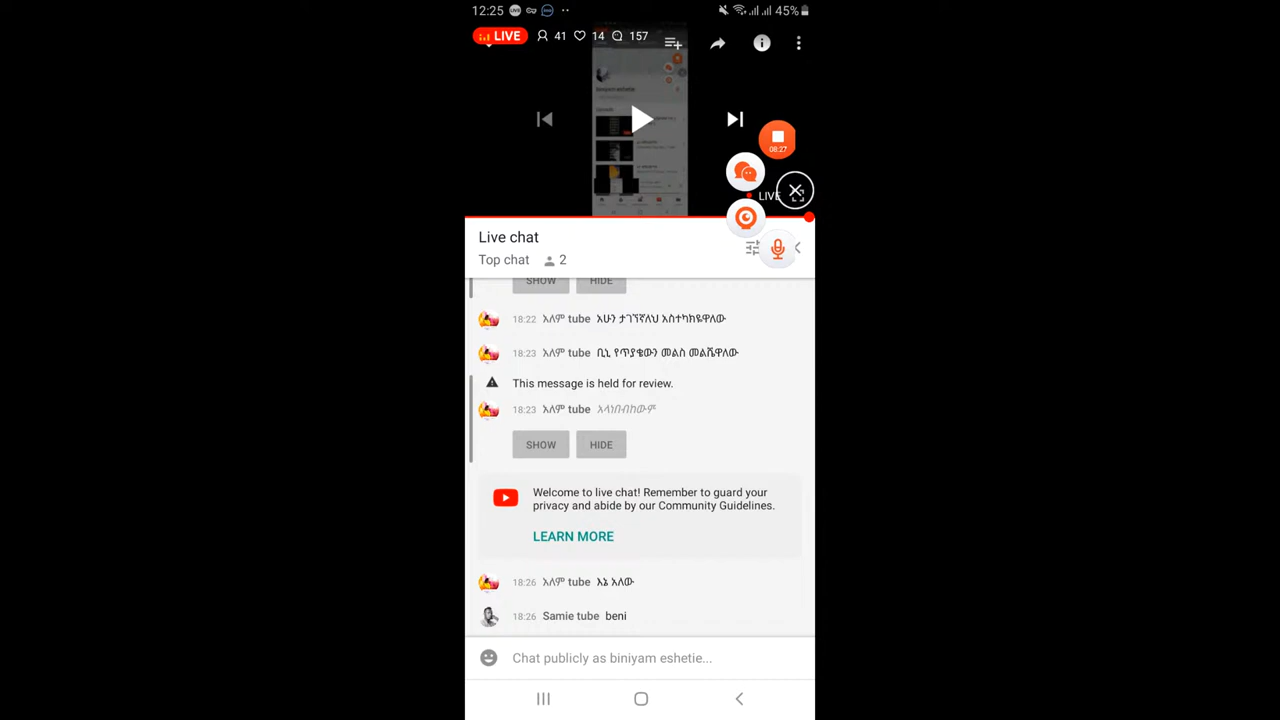 12:25
45%
LIVE 41 14 157
08:27
LIVE
Live chat
Top chat 2
SHOW HIDE
18:22 አለም tube አሁን ታገኘኛለህ አስተካክዬዋለው
18:23 አለም tube ቢኒ የጥያቄውን መልስ መልሼዋለው
This message is held for review.
18:23 አለም tube አላነበብከውም
SHOW HIDE
Welcome to live chat! Remember to guard your
privacy and abide by our Community Guidelines.
LEARN MORE
18:26 አለም tube እኔ አለው
18:26 Samie tube beni
Chat publicly as biniyam eshetie...